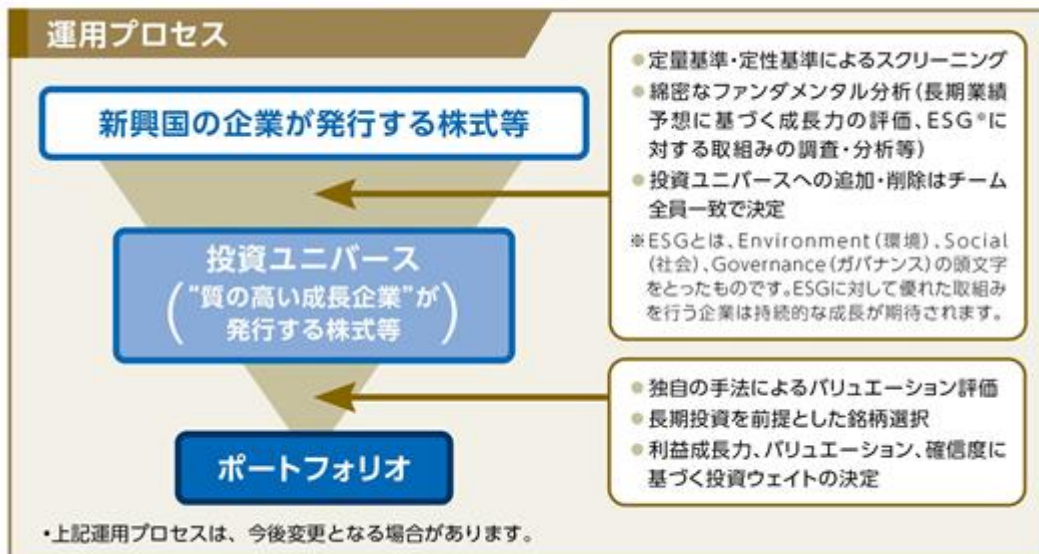 運用プロセス
新興国の企業が発行する株式等
●定量基準・定性基準によるスクリーニング
●綿密なファンダメンタル分析(長期業績
予想に基づく成長力の評価、ESG※に
対する取組みの調査・分析等)
●投資ユニバースへの追加・削除はチーム
全員一致で決定
※ESGとは、Environment(環境)、Social
(社会)、Governance(ガバナンス)の頭文字
をとったものです。ESGに対して優れた取組み
を行う企業は持続的な成長が期待されます。
投資ユニバース
("質の高い成長企業"が
発行する株式等)
●独自の手法によるバリュエーション評価
●長期投資を前提とした銘柄選択
●利益成長力、バリュエーション、確信度に
基づく投資ウェイトの決定
ポートフォリオ
・上記運用プロセスは、今後変更となる場合があります。